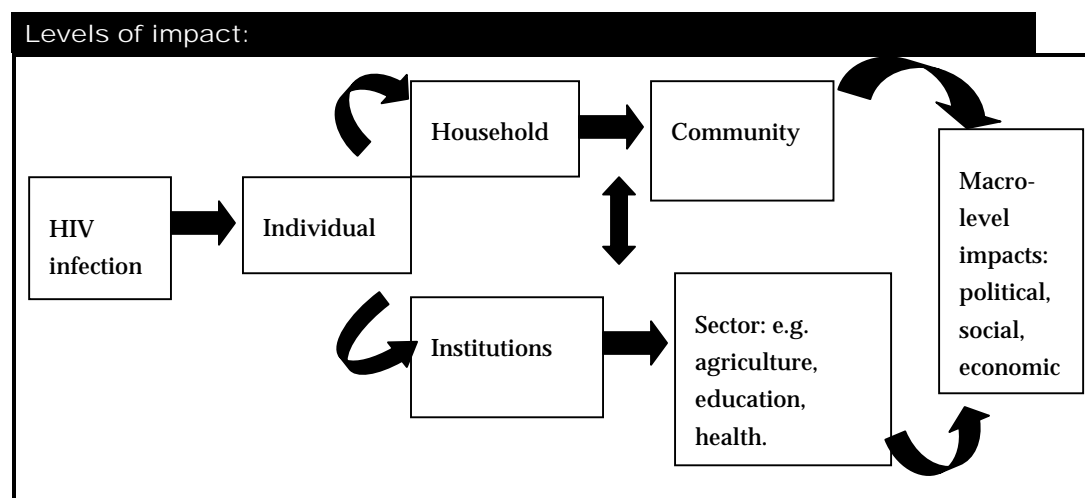 Levels of impact:
Household
Community
HIV
infection
Individual
Institutions
Sector: e.g.
agriculture,
education,
health.
Macro-
level
impacts:
political,
social,
economic